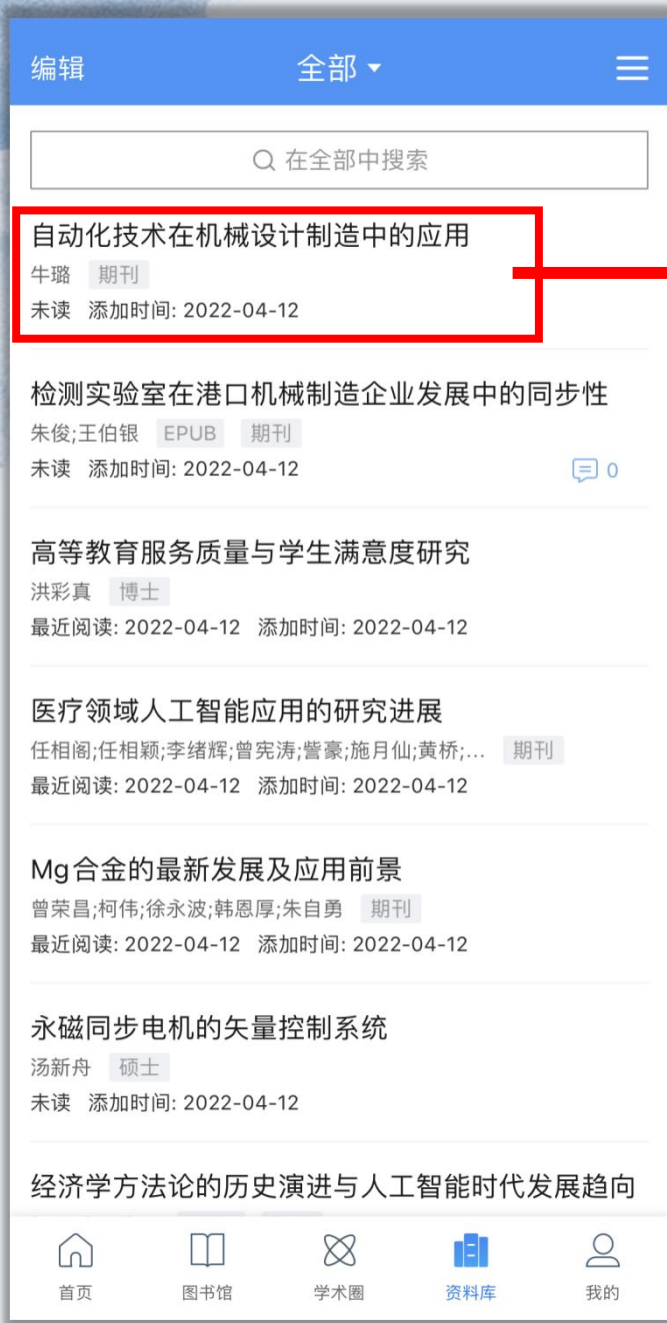 编辑 全部
在全部中搜索
自动化技术在机械设计制造中的应用
牛璐 期刊
未读 添加时间: 2022-04-12
检测实验室在港口机械制造企业发展中的同步性
朱俊;王伯银 EPUB 期刊
未读 添加时间: 2022-04-12 0
高等教育服务质量与学生满意度研究
洪彩真 博士
最近阅读: 2022-04-12 添加时间: 2022-04-12
医疗领域人工智能应用的研究进展
任相阁;任相颖;李绪辉;曾宪涛;訾豪;施月仙;黄桥;... 期刊
最近阅读: 2022-04-12 添加时间: 2022-04-12
Mg合金的最新发展及应用前景
曾荣昌;柯伟;徐永波;韩恩厚;朱自勇 期刊
最近阅读: 2022-04-12 添加时间: 2022-04-12
永磁同步电机的矢量控制系统
汤新舟 硕士
未读 添加时间: 2022-04-12
经济学方法论的历史演进与人工智能时代发展趋向
首页 图书馆 学术圈 资料库 我的